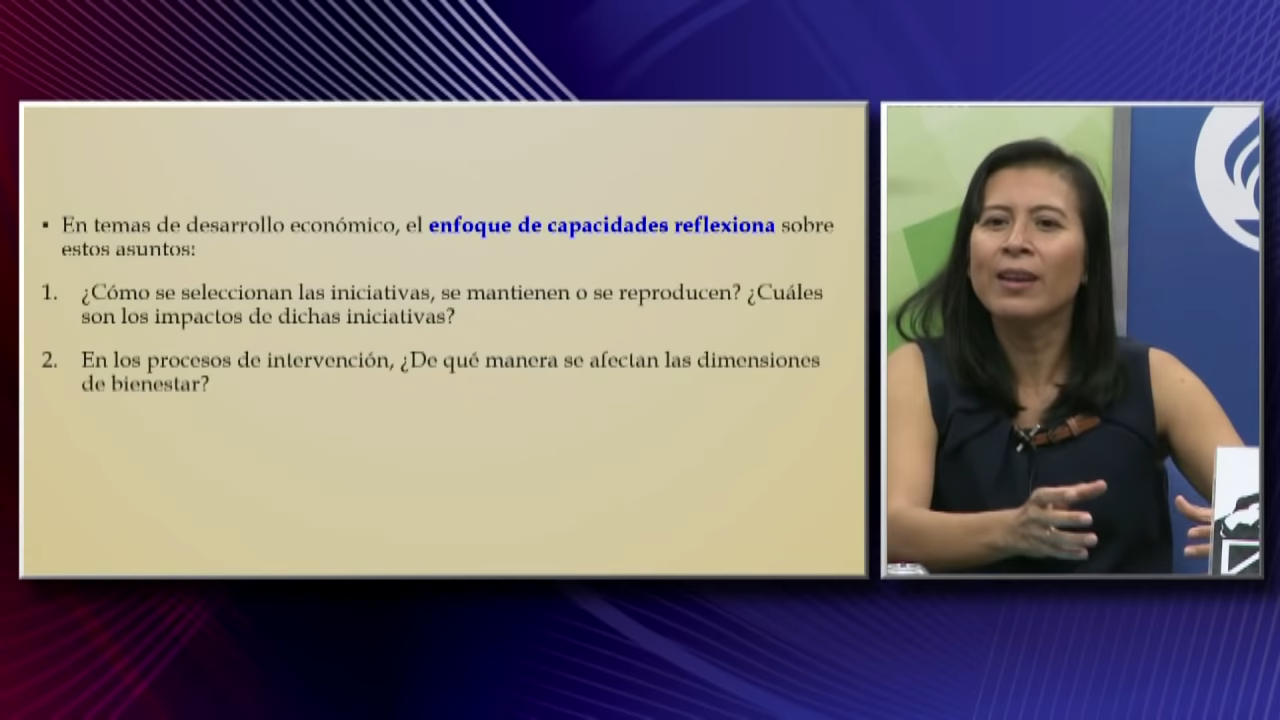 ▪ En temas de desarrollo económico, el enfoque de capacidades reflexiona sobre
estos asuntos:
1. ¿Cómo se seleccionan las iniciativas, se mantienen o se reproducen? ¿Cuáles
son los impactos de dichas iniciativas?
2. En los procesos de intervención, ¿De qué manera se afectan las dimensiones
de bienestar?